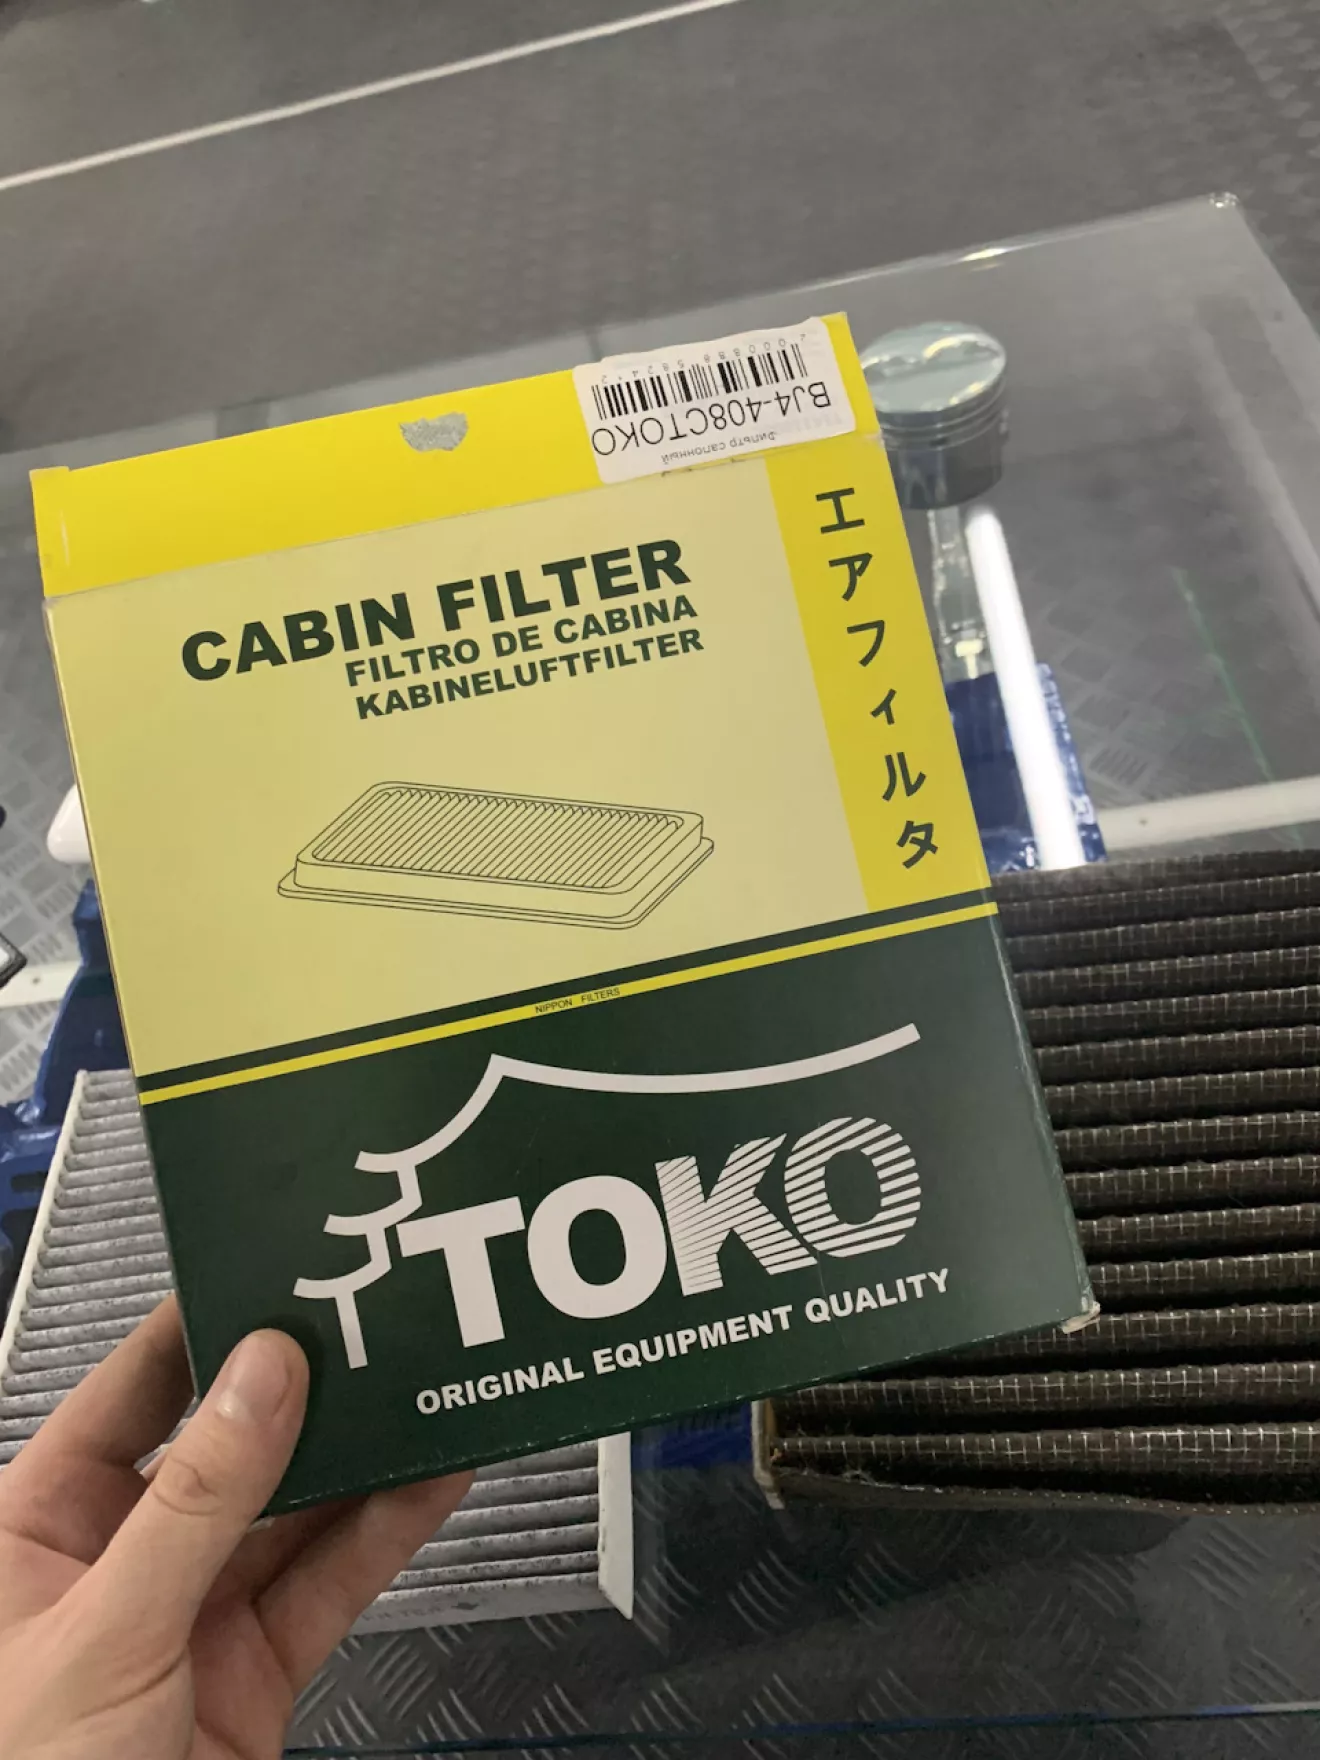 Фильтр салонный
BJ4-408CTOKO
CABIN FILTER
FILTRO DE CABINA
KABINELUFTFILTER
エアフィルタ
NIPPON FILTERS
TOKO
ORIGINAL EQUIPMENT QUALITY